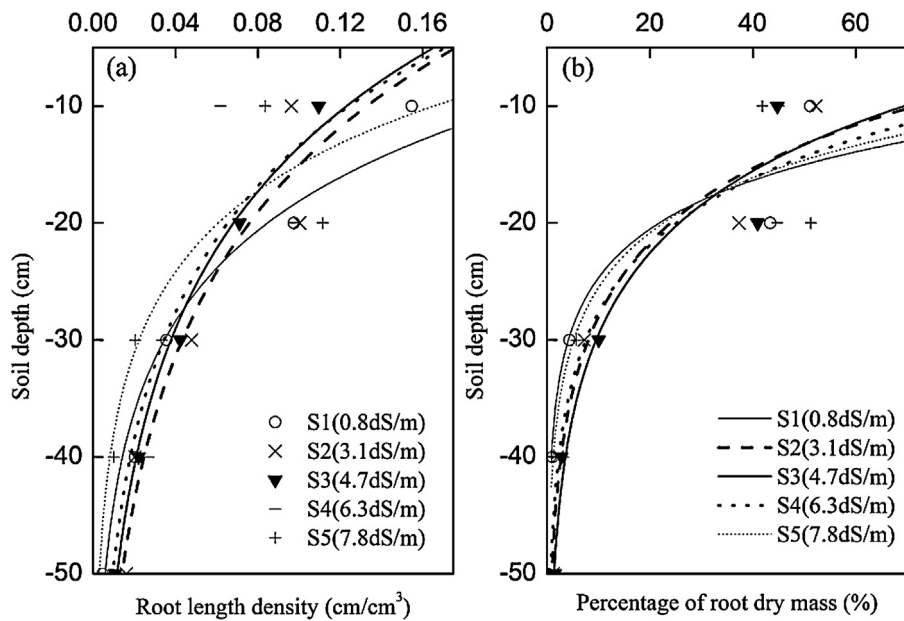 0.00 0.04 0.08 0.12 0.16
0 20 40 60
(a)
(b)
-10
-20
-30
-40
-50
Soil depth (cm)
S1(0.8dS/m)
S2(3.1dS/m)
S3(4.7dS/m)
S4(6.3dS/m)
S5(7.8dS/m)
Root length density (cm/cm³)
-10
-20
-30
-40
-50
Soil depth (cm)
S1(0.8dS/m)
S2(3.1dS/m)
S3(4.7dS/m)
S4(6.3dS/m)
S5(7.8dS/m)
Percentage of root dry mass (%)